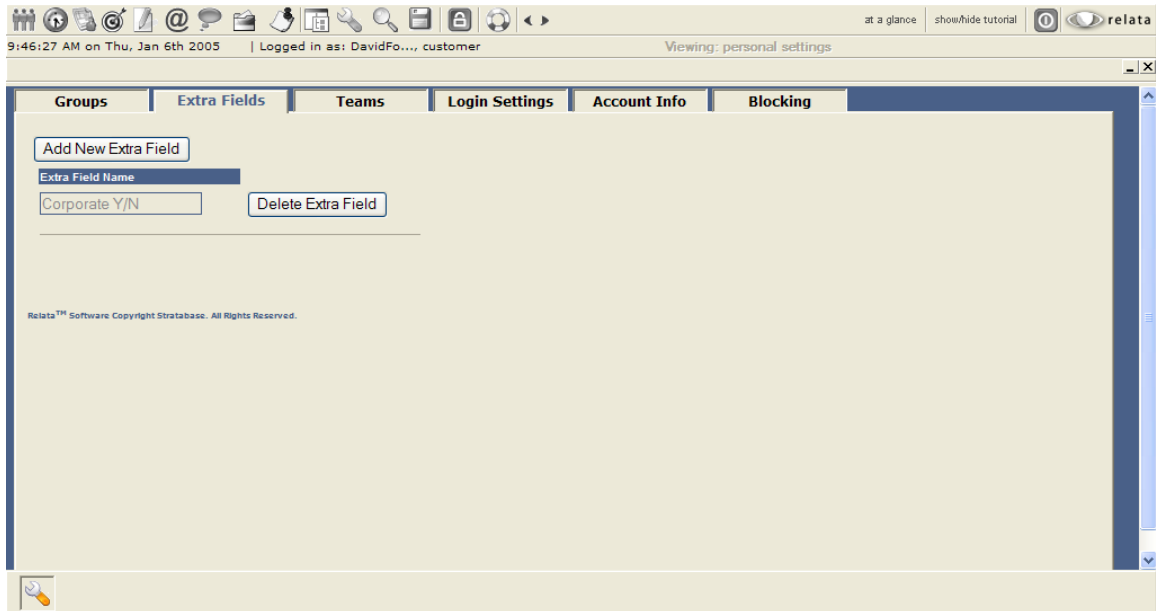 at a glance show/hide tutorial relata
9:46:27 AM on Thu, Jan 6th 2005 | Logged in as: DavidFo..., customer Viewing: personal settings
Groups Extra Fields Teams Login Settings Account Info Blocking
Add New Extra Field
Extra Field Name
Corporate Y/N Delete Extra Field
Relata™ Software Copyright Stratabase. All Rights Reserved.